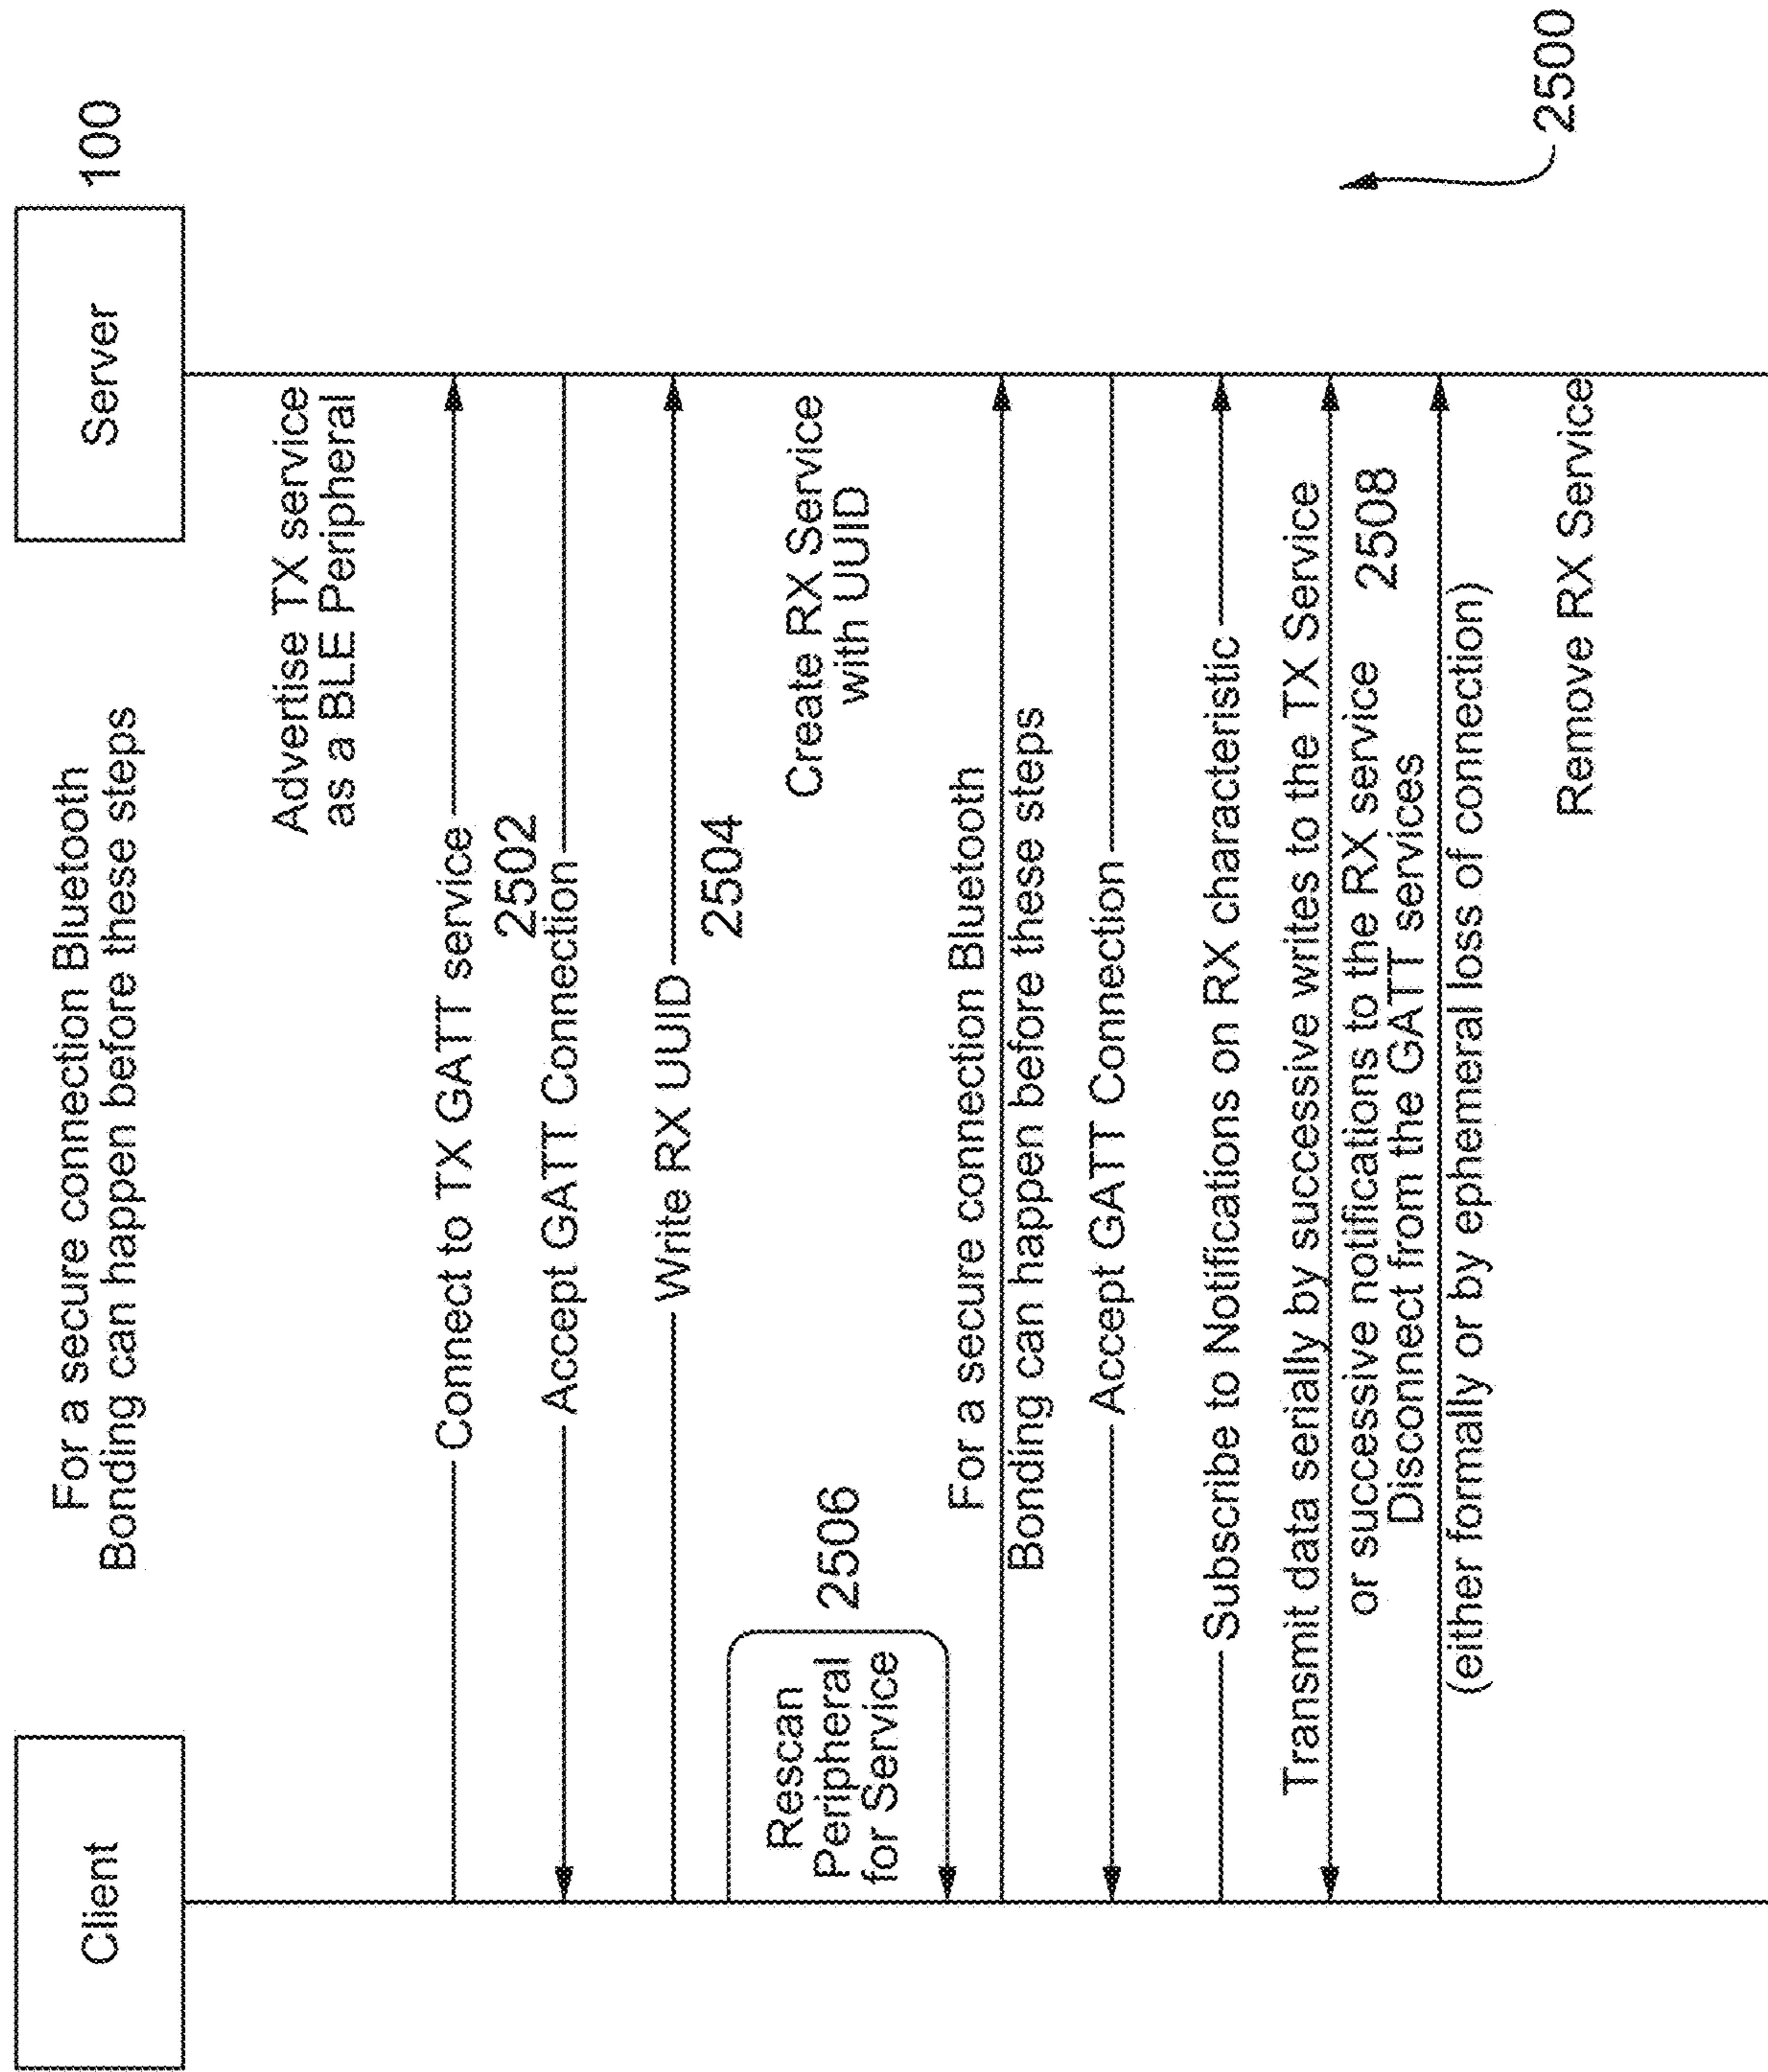 Client
Server
100
For a secure connection Bluetooth
Bonding can happen before these steps
Advertise TX service
as a BLE Peripheral
Connect to TX GATT service
2502
Accept GATT Connection
Write RX UUID
2504
Rescan
Peripheral
for Service
2506
Create RX Service
with UUID
For a secure connection Bluetooth
Bonding can happen before these steps
Accept GATT Connection
Subscribe to Notifications on RX characteristic
Transmit data serially by successive writes to the TX Service
or successive notifications to the RX service
2508
Disconnect from the GATT services
(either formally or by ephemeral loss of connection)
Remove RX Service
2500